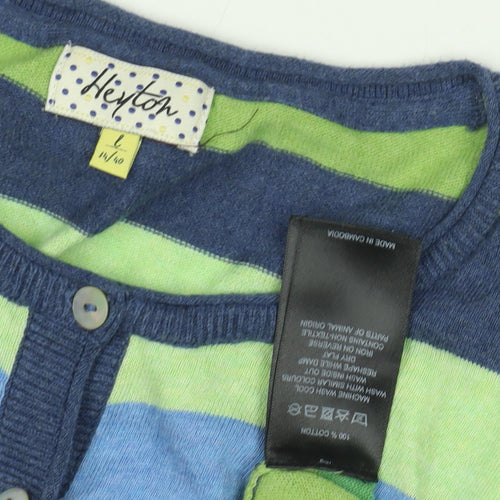 Heyton
L
14/40
100 % COTTON
MACHINE WASH COOL
WASH WITH SIMILAR COLOURS
WASH INSIDE OUT
RESHAPE WHILE DAMP
DRY FLAT
IRON ON REVERSE
CONTAINS NON-TEXTILE
PARTS OF ANIMAL ORIGIN
MADE IN CAMBODIA